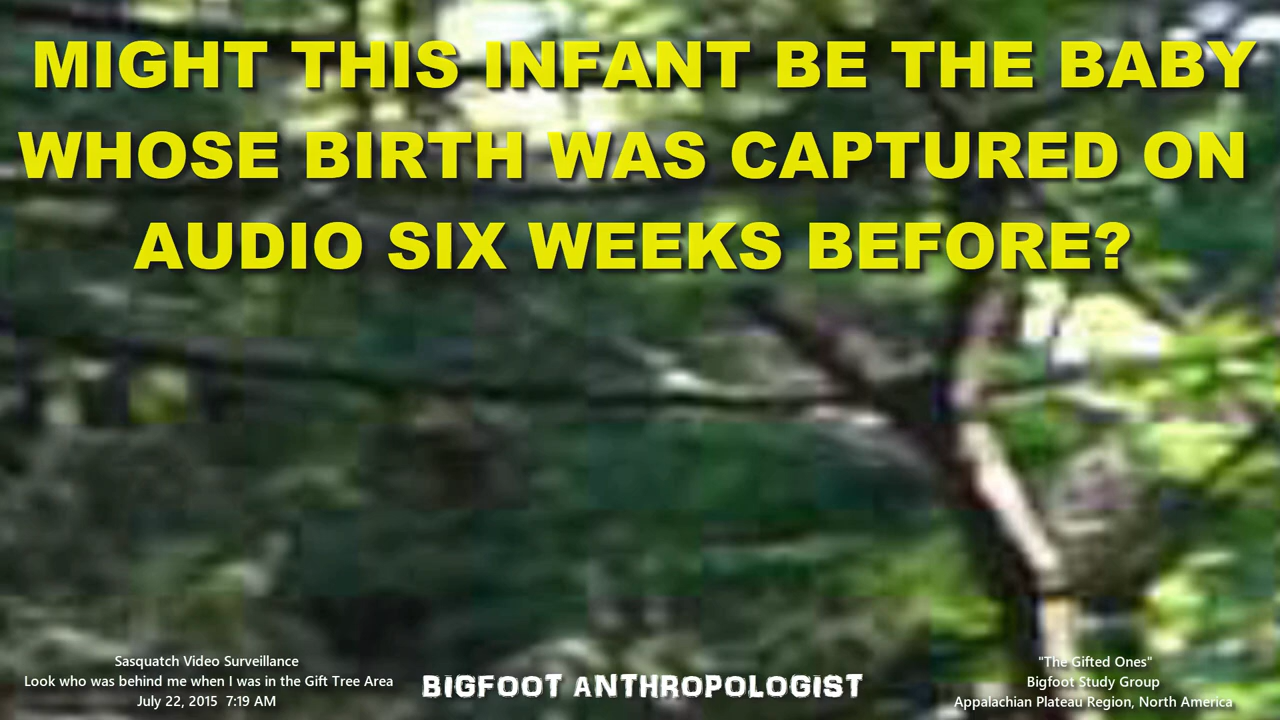 MIGHT THIS INFANT BE THE BABY
WHOSE BIRTH WAS CAPTURED ON
AUDIO SIX WEEKS BEFORE?
Sasquatch Video Surveillance
Look who was behind me when I was in the Gift Tree Area
July 22, 2015  7:19 AM
BIGFOOT ANTHROPOLOGIST
"The Gifted Ones"
Bigfoot Study Group
Appalachian Plateau Region, North America